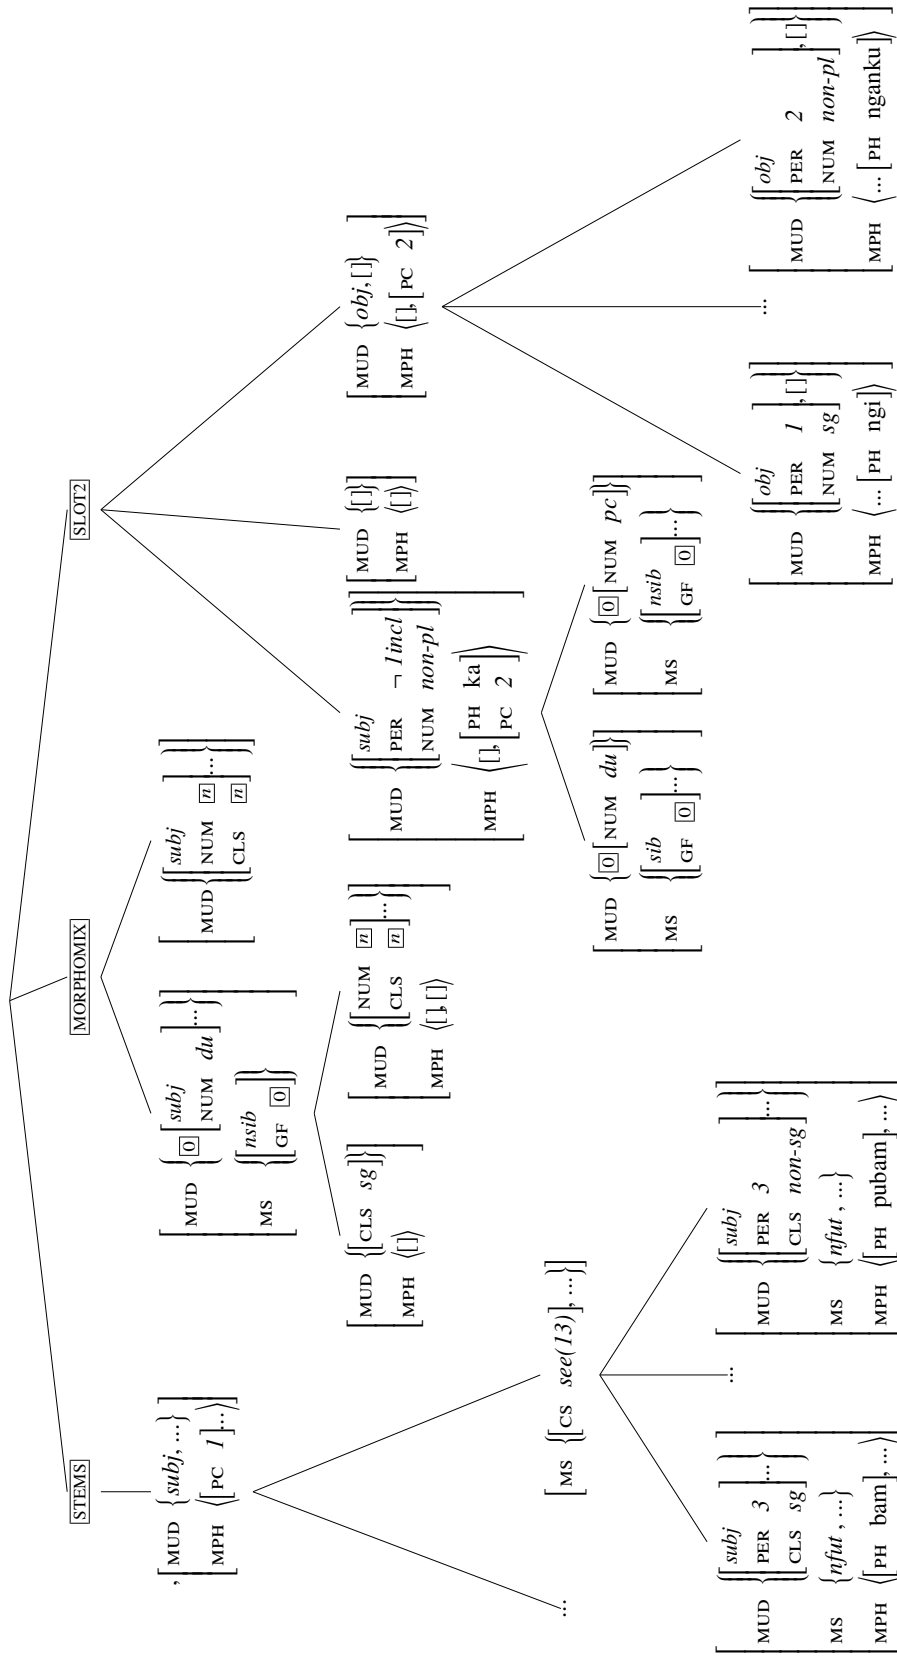 STEMS
MORPHOMIX
SLOT2
, [MUD {subj, ...}
MPH ⟨[PC 1]...⟩]
[MUD {[0][subj
NUM du]...}
MS {[nsib
GF [0]]}]
[MUD {[subj
NUM [n]
CLS [n]]...}]
[MUD {[subj
PER ¬ 1incl
NUM non-pl]}
MPH ⟨[], [PH ka
PC 2]⟩]
[MUD {[]}
MPH ⟨[]⟩]
[MUD {obj, []}
MPH ⟨[], [PC 2]⟩]
[MUD {[CLS sg]}
MPH ⟨[]⟩]
[MUD {[NUM [n]
CLS [n]]...}
MPH ⟨[], []⟩]
...
[MS {[CS see(13)], ...}]
[MUD {[0][NUM du]}
MS {[sib
GF [0]]...}]
[MUD {[0][NUM pc]}
MS {[nsib
GF [0]]...}]
[MUD {[subj
PER 3
CLS sg]...}
MS {nfut, ...}
MPH ⟨[PH bam], ...⟩]
...
[MUD {[subj
PER 3
CLS non-sg]...}
MS {nfut, ...}
MPH ⟨[PH pubam], ...⟩]
[MUD {[obj
PER 1
NUM sg], []}
MPH ⟨...[PH ngi]⟩]
...
[MUD {[obj
PER 2
NUM non-pl], []}
MPH ⟨...[PH nganku]⟩]